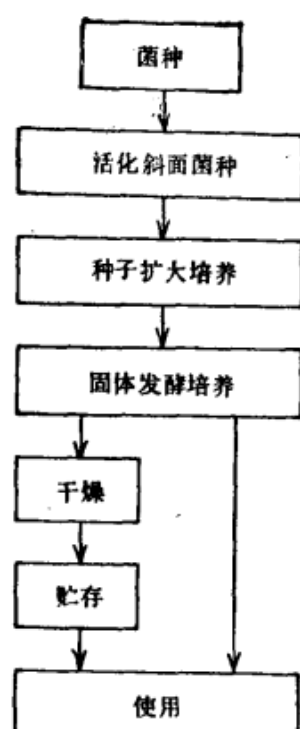 菌种
活化斜面菌种
种子扩大培养
固体发酵培养
干燥
贮存
使用